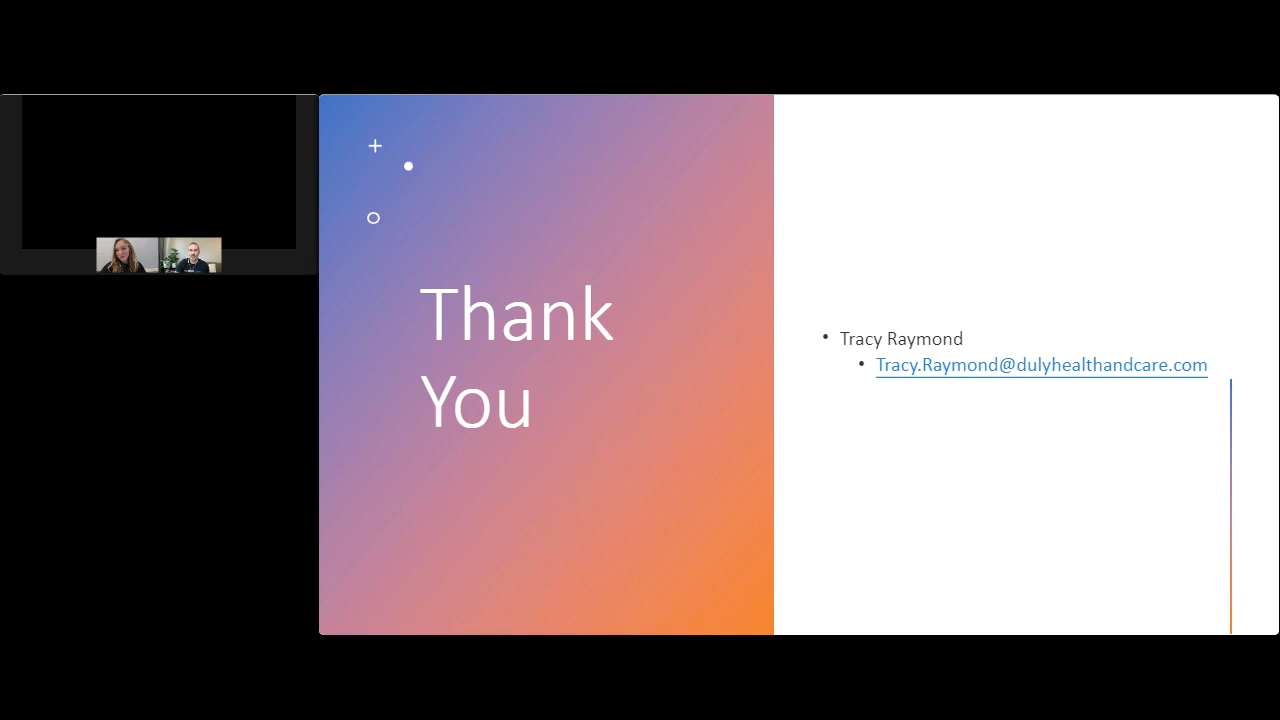 Thank
You
• Tracy Raymond
• Tracy.Raymond@dulyhealthandcare.com